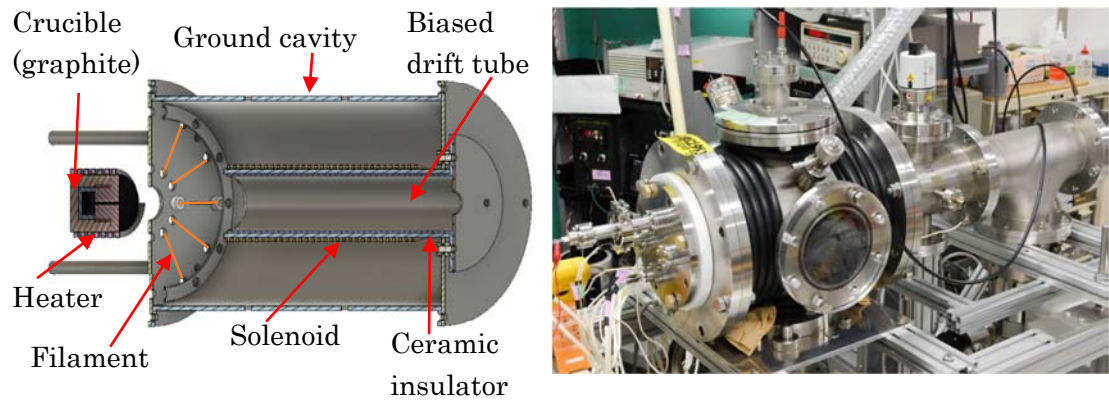 Crucible
(graphite)
Ground cavity
Biased
drift tube
Heater
Filament
Solenoid
Ceramic
insulator